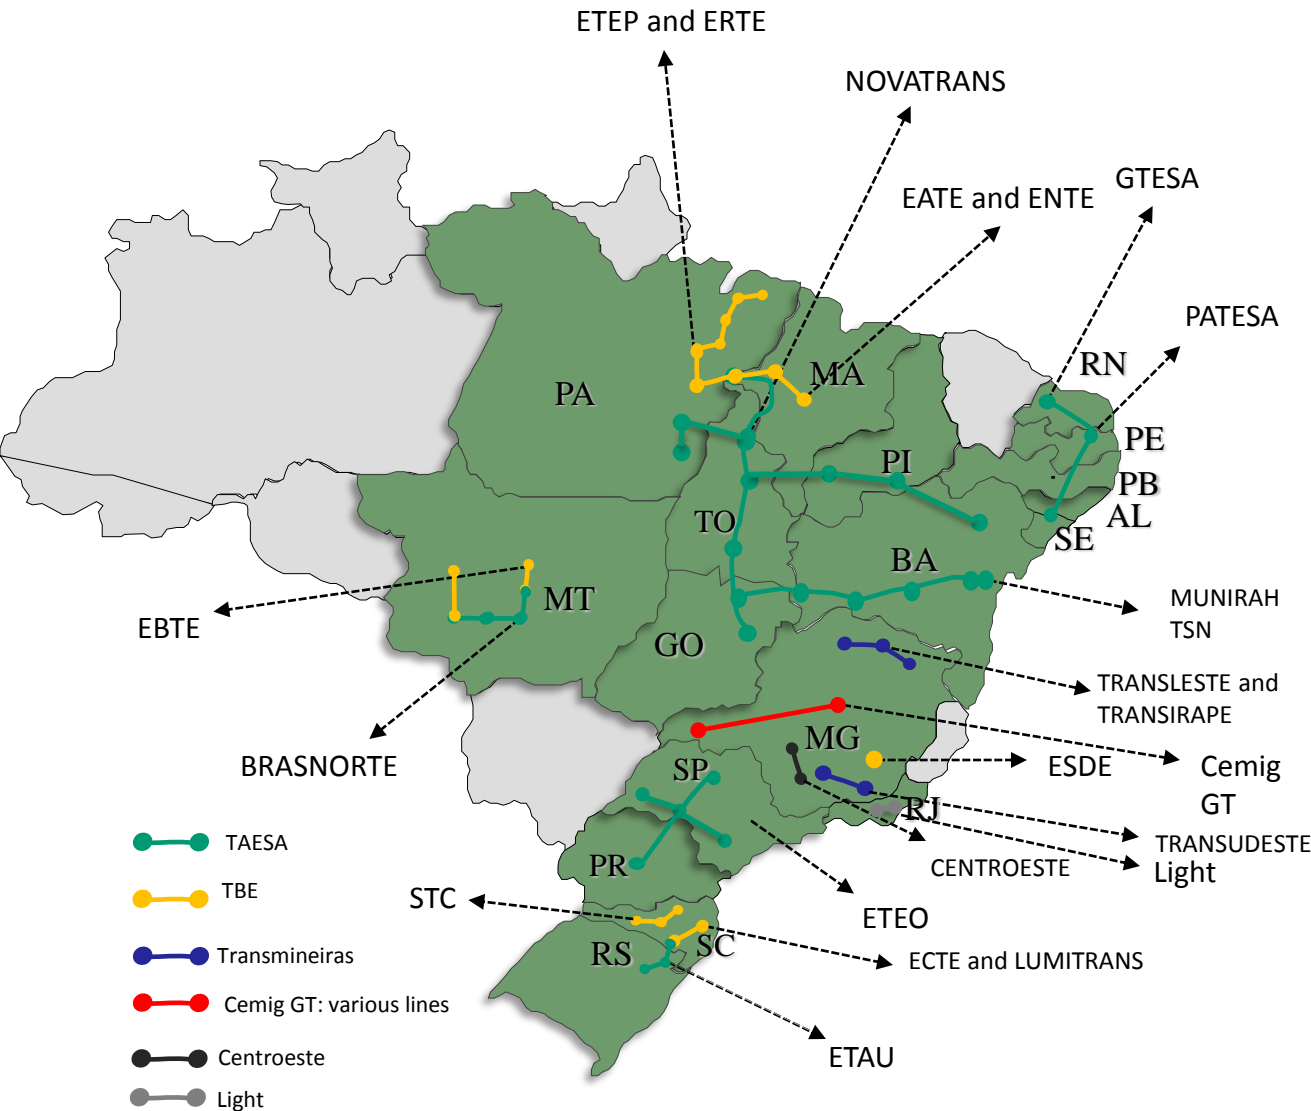 ETEP and ERTE
NOVATRANS
GTESA
EATE and ENTE
PATESA
RN
MA
PA
PE
PI
PB
AL
TO
SE
BA
MT
MUNIRAH
TSN
EBTE
GO
TRANSLESTE and
TRANSIRAPE
MG
BRASNORTE
SP
ESDE
Cemig
GT
RJ
TRANSUDESTE
TAESA
PR
CENTROESTE
Light
TBE
STC
ETEO
RS
SC
Transmineiras
ECTE and LUMITRANS
Cemig GT: various lines
Centroeste
ETAU
Light